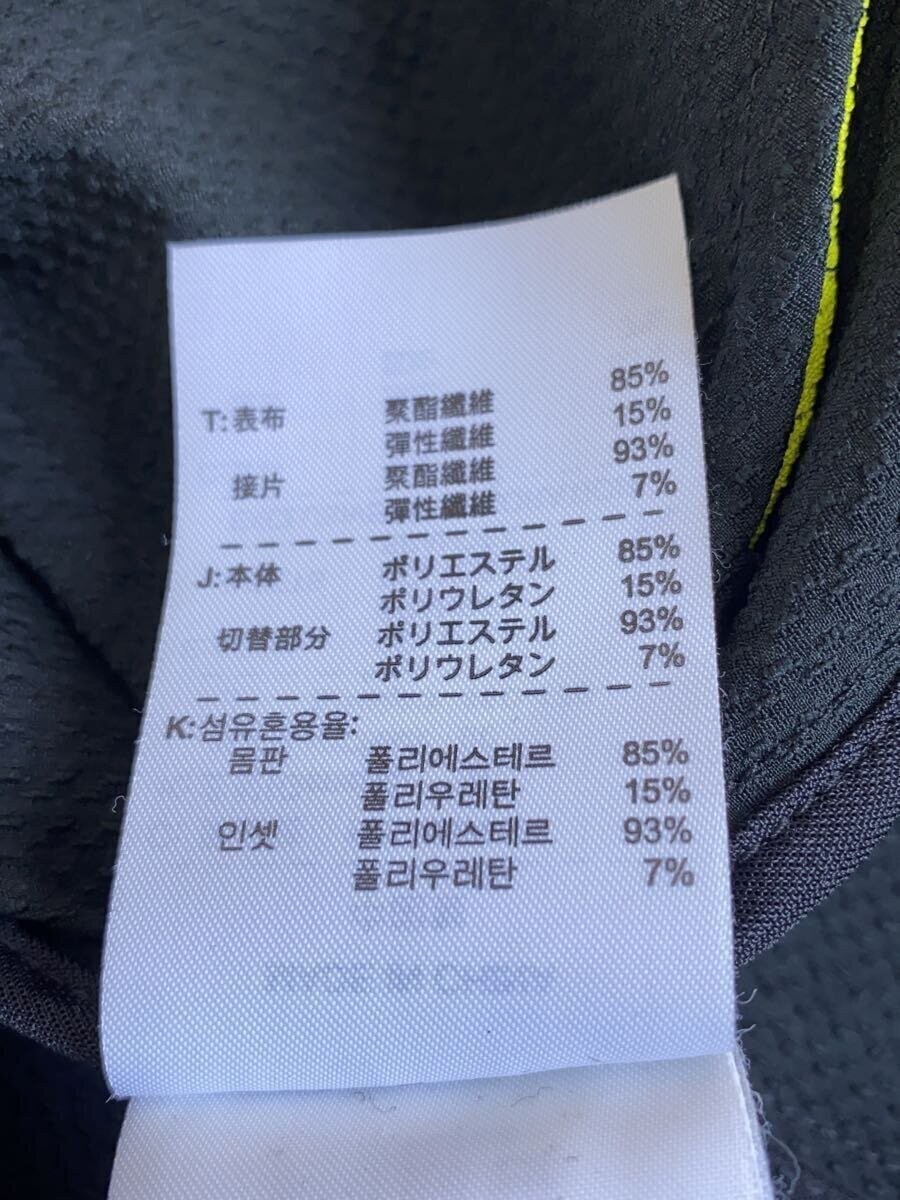 T:表布 聚酯纖維 85%
彈性纖維 15%
接片 聚酯纖維 93%
彈性纖維 7%
J:本体 ポリエステル 85%
ポリウレタン 15%
切替部分 ポリエステル 93%
ポリウレタン 7%
K:섬유혼용율:
몸판 폴리에스테르 85%
폴리우레탄 15%
인셋 폴리에스테르 93%
폴리우레탄 7%